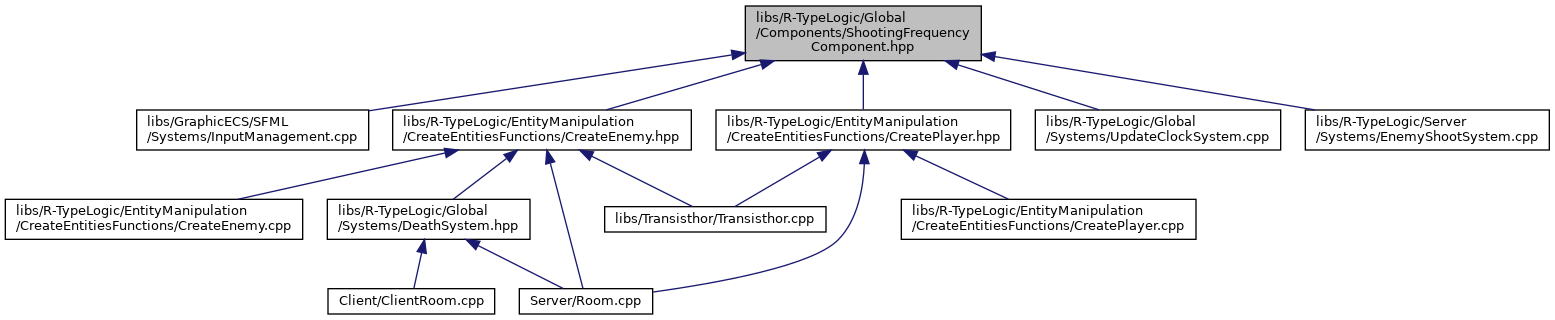 libs/R-TypeLogic/Global
/Components/ShootingFrequency
Component.hpp
libs/GraphicECS/SFML
/Systems/InputManagement.cpp
libs/R-TypeLogic/EntityManipulation
/CreateEntitiesFunctions/CreateEnemy.hpp
libs/R-TypeLogic/EntityManipulation
/CreateEntitiesFunctions/CreatePlayer.hpp
libs/R-TypeLogic/Global
/Systems/UpdateClockSystem.cpp
libs/R-TypeLogic/Server
/Systems/EnemyShootSystem.cpp
libs/R-TypeLogic/EntityManipulation
/CreateEntitiesFunctions/CreateEnemy.cpp
libs/R-TypeLogic/Global
/Systems/DeathSystem.hpp
libs/Transisthor/Transisthor.cpp
libs/R-TypeLogic/EntityManipulation
/CreateEntitiesFunctions/CreatePlayer.cpp
Client/ClientRoom.cpp
Server/Room.cpp